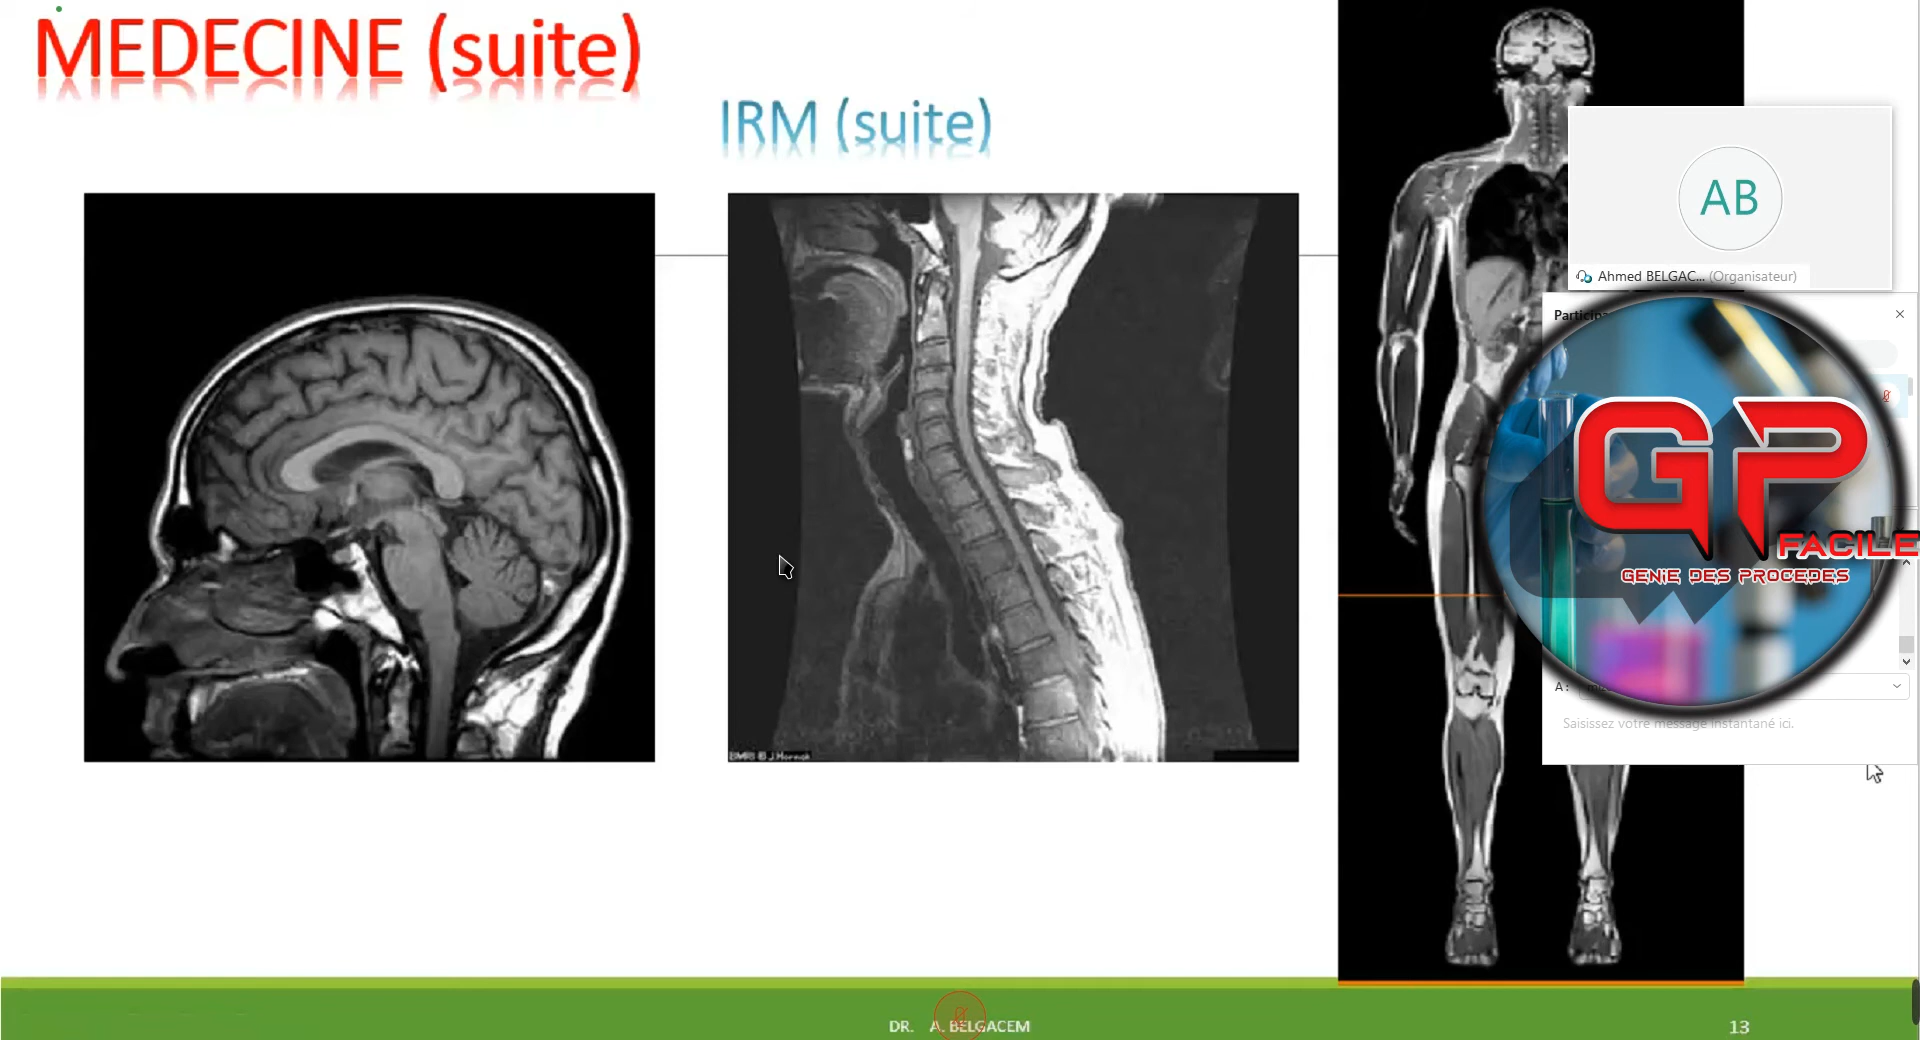 MEDECINE (suite)
IRM (suite)
AB
Ahmed BELGAC... (Organisateur)
GP
FACILE
GENIE DES PROCEDES
A:
Saisissez votre message instantané ici.
DR. A. BELGACEM
13